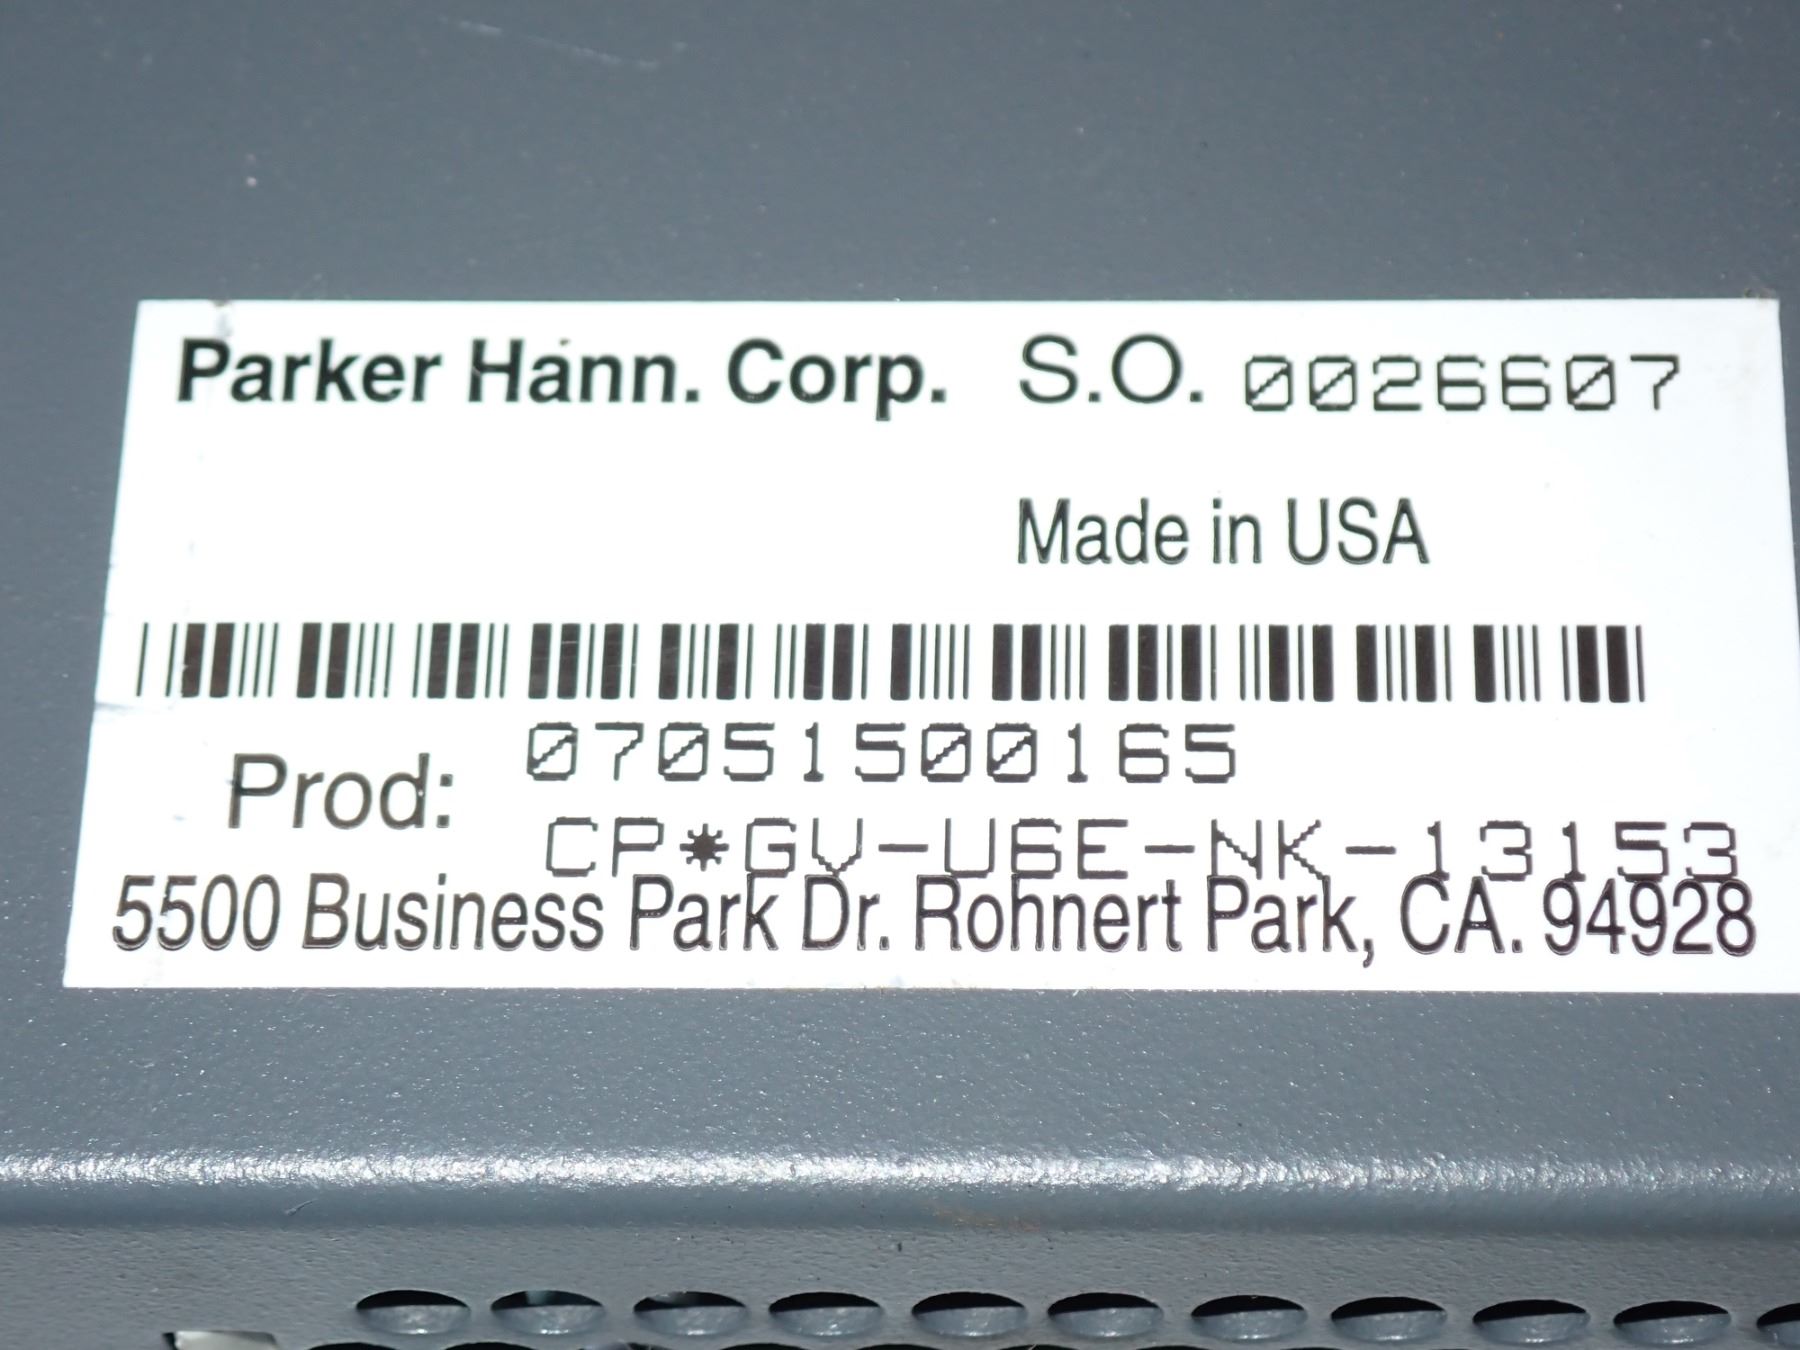 Parker Hann. Corp. S.O. 0026607
Made in USA
07051500165
Prod:
CP*GV-U6E-NK-13153
5500 Business Park Dr. Rohnert Park, CA. 94928